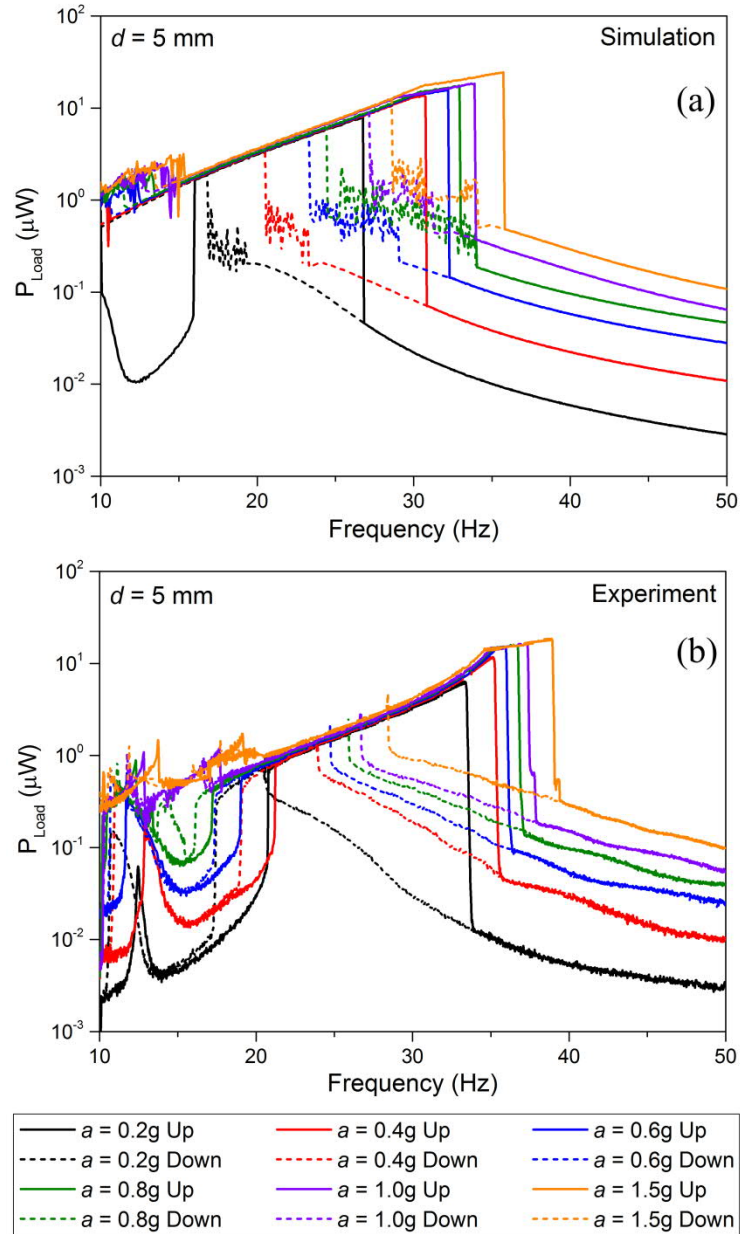 10²
d = 5 mm
Simulation
(a)
10¹
10⁰
10⁻¹
10⁻²
10⁻³
P_Load (µW)
10 20 30 40 50
Frequency (Hz)
10²
d = 5 mm
Experiment
(b)
10¹
10⁰
10⁻¹
10⁻²
10⁻³
P_Load (µW)
10 20 30 40 50
Frequency (Hz)
a = 0.2g Up a = 0.4g Up a = 0.6g Up
a = 0.2g Down a = 0.4g Down a = 0.6g Down
a = 0.8g Up a = 1.0g Up a = 1.5g Up
a = 0.8g Down a = 1.0g Down a = 1.5g Down